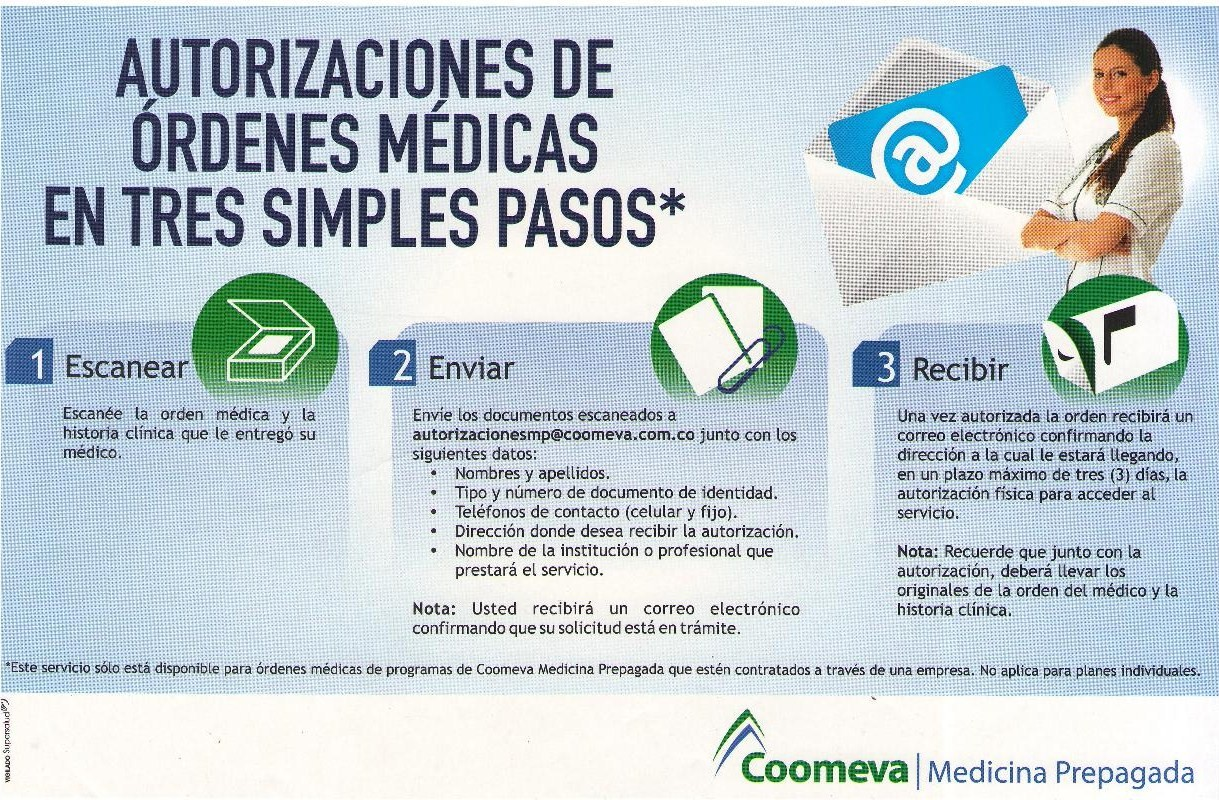 AUTORIZACIONES DE
ÓRDENES MÉDICAS
EN TRES SIMPLES PASOS*
1 Escanear
Escanée la orden médica y la
historia clínica que le entregó su
médico.
2 Enviar
Envíe los documentos escaneados a
autorizacionesmp@coomeva.com.co junto con los
siguientes datos:
• Nombres y apellidos.
• Tipo y número de documento de identidad.
• Teléfonos de contacto (celular y fijo).
• Dirección donde desea recibir la autorización.
• Nombre de la institución o profesional que
prestará el servicio.
Nota: Usted recibirá un correo electrónico
confirmando que su solicitud está en trámite.
3 Recibir
Una vez autorizada la orden recibirá un
correo electrónico confirmando la
dirección a la cual le estará llegando,
en un plazo máximo de tres (3) días, la
autorización física para acceder al
servicio.
Nota: Recuerde que junto con la
autorización, deberá llevar los
originales de la orden del médico y la
historia clínica.
*Este servicio sólo está disponible para órdenes médicas de programas de Coomeva Medicina Prepagada que estén contratados a través de una empresa. No aplica para planes individuales.
VIGILADO Supersalud
Coomeva | Medicina Prepagada